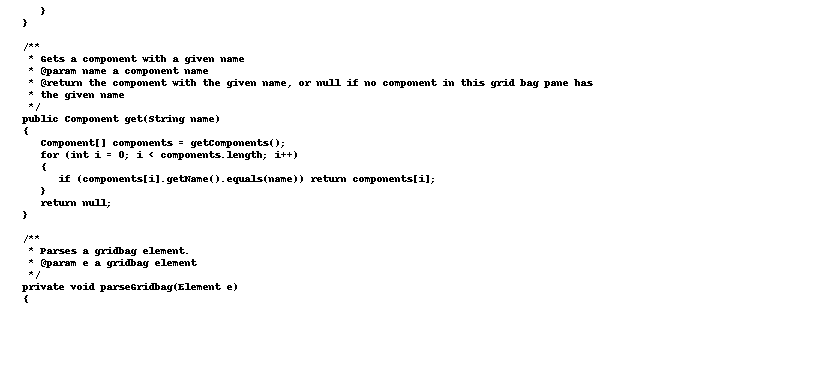 }
}

/**
 * Gets a component with a given name
 * @param name a component name
 * @return the component with the given name, or null if no component in this grid bag pane has
 * the given name
 */
public Component get(String name)
{
   Component[] components = getComponents();
   for (int i = 0; i < components.length; i++)
   {
      if (components[i].getName().equals(name)) return components[i];
   }
   return null;
}

/**
 * Parses a gridbag element.
 * @param e a gridbag element
 */
private void parseGridbag(Element e)
{